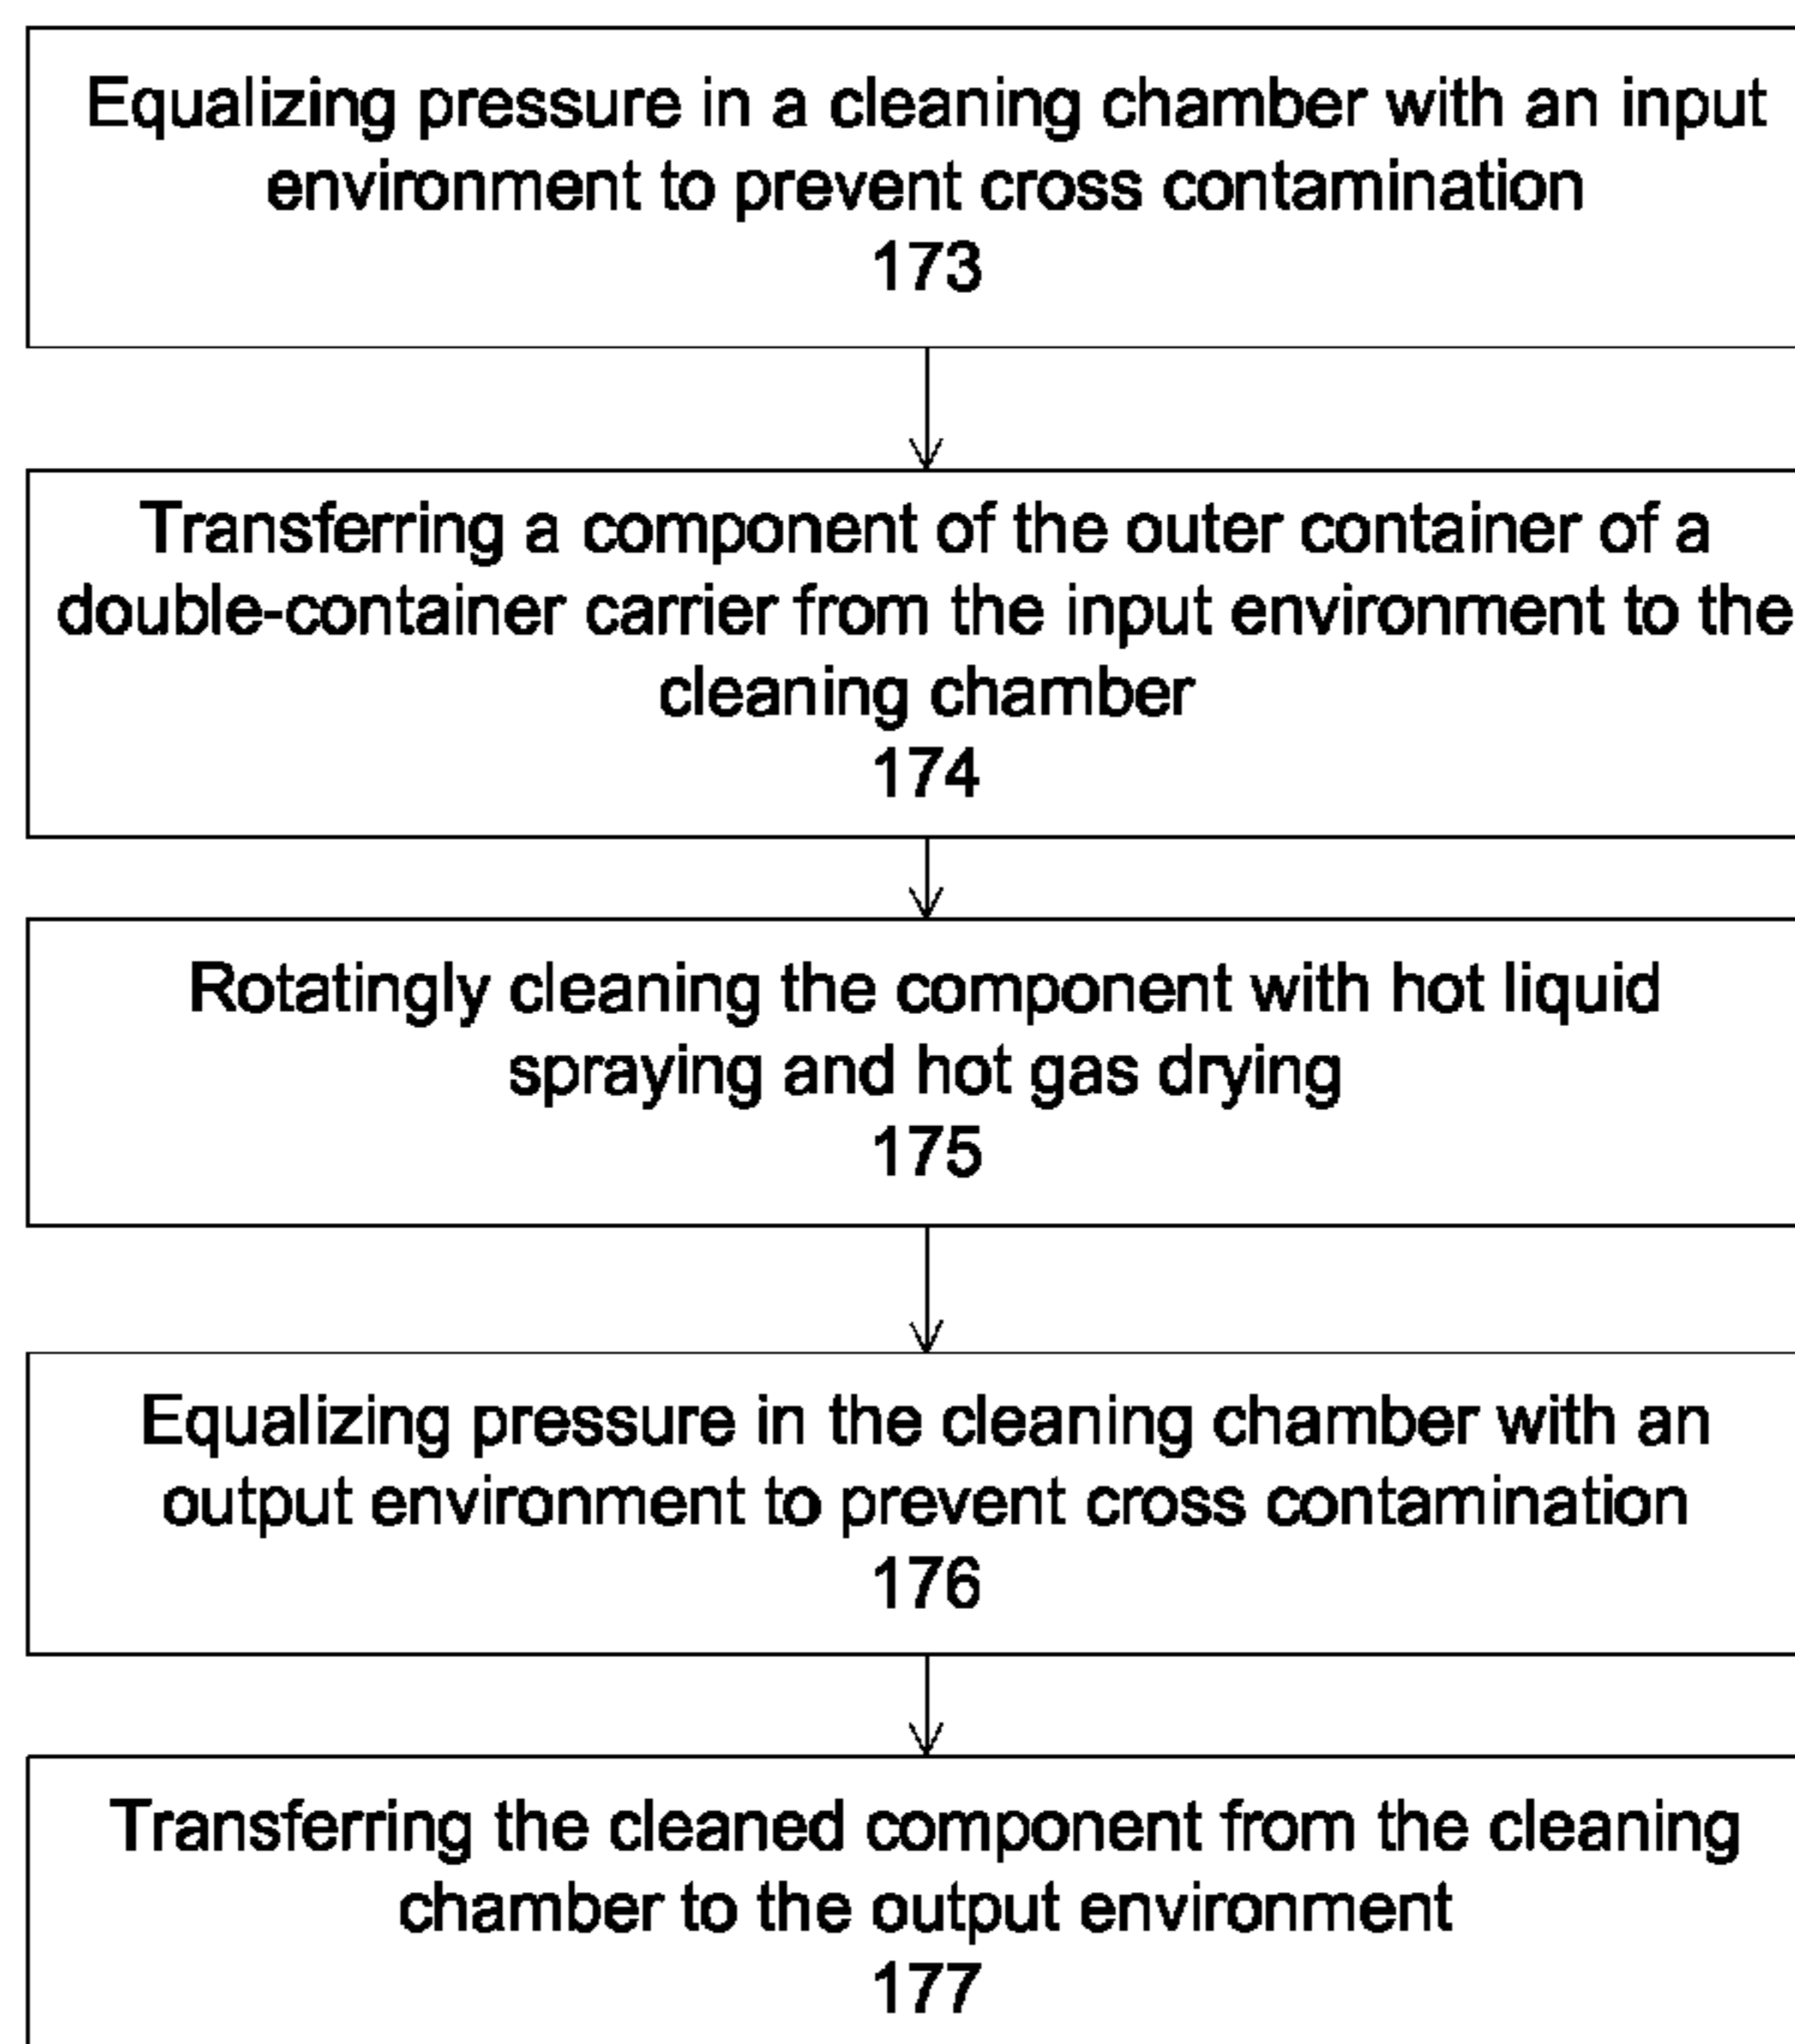 Equalizing pressure in a cleaning chamber with an input
environment to prevent cross contamination
173
Transferring a component of the outer container of a
double-container carrier from the input environment to the
cleaning chamber
174
Rotatingly cleaning the component with hot liquid
spraying and hot gas drying
175
Equalizing pressure in the cleaning chamber with an
output environment to prevent cross contamination
176
Transferring the cleaned component from the cleaning
chamber to the output environment
177